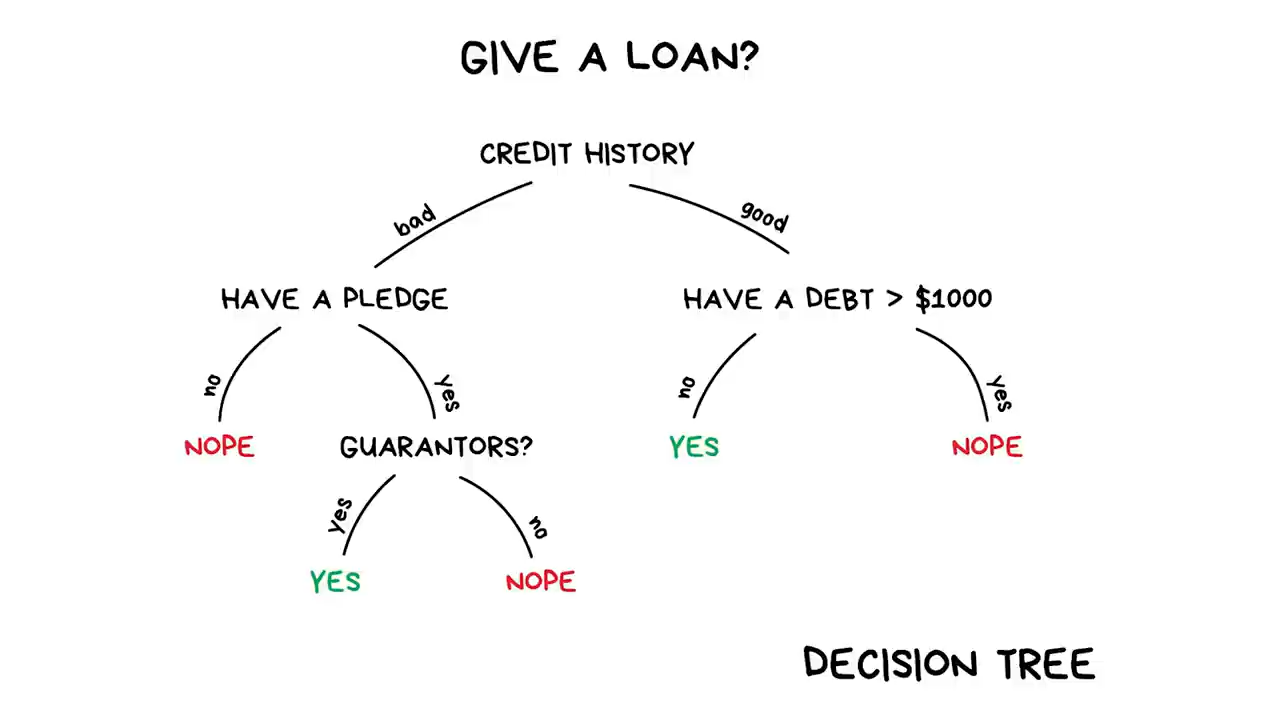 GIVE A LOAN?
CREDIT HISTORY
bad
good
HAVE A PLEDGE
HAVE A DEBT > $1000
no
yes
no
yes
NOPE
GUARANTORS?
YES
NOPE
yes
no
YES
NOPE
DECISION TREE